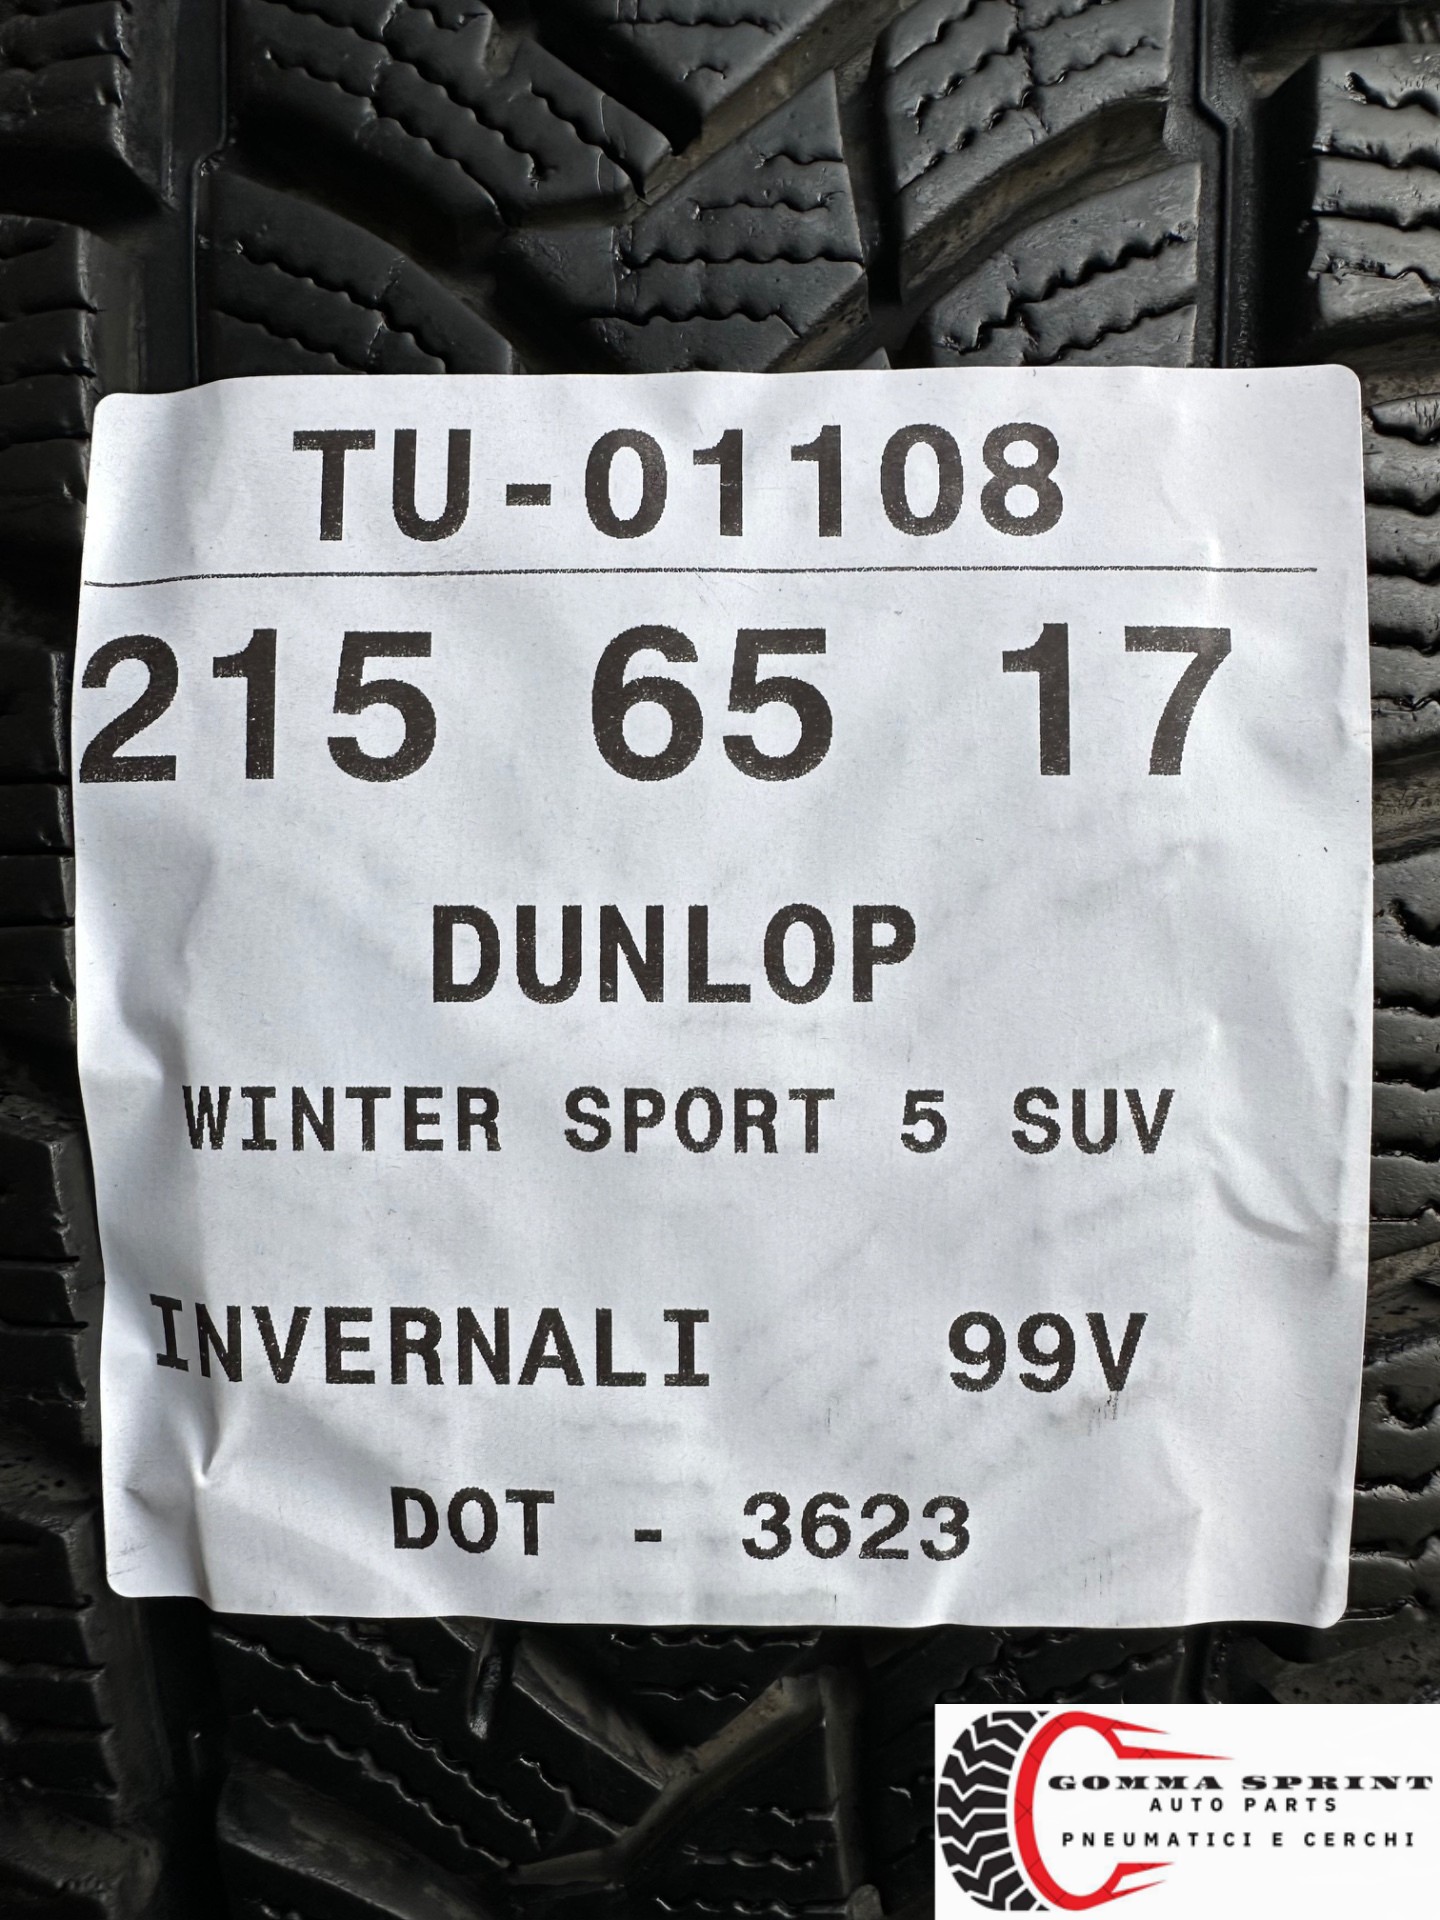 TU-01108
215 65 17
DUNLOP
WINTER SPORT 5 SUV
INVERNALI 99V
DOT - 3623
GOMMA SPRINT
AUTO PARTS
PNEUMATICI E CERCHI